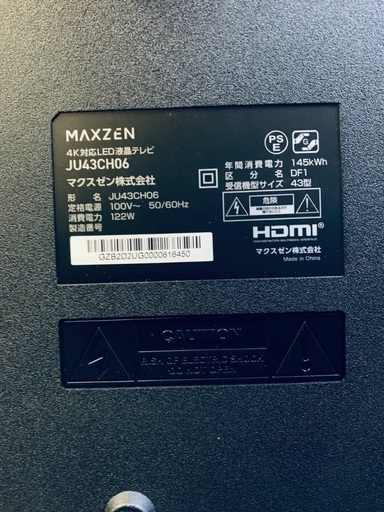 MAXZEN
4K対応LED液晶テレビ
JU43CH06
マクスゼン株式会社
形 名 JU43CH06
定格電源 100V~ 50/60Hz
消費電力 122W
製造番号
GZ82D2UG0000616450
PS
E
S
年間消費電力 145kWh
区分名 DF1
受信機型サイズ 43型
危険
HDMI
HIGH-DEFINITION MULTIMEDIA INTERFACE
マクスゼン株式会社
Made in China
CAUTION
RISK OF ELECTRIC SHOCK
DO NOT OPEN